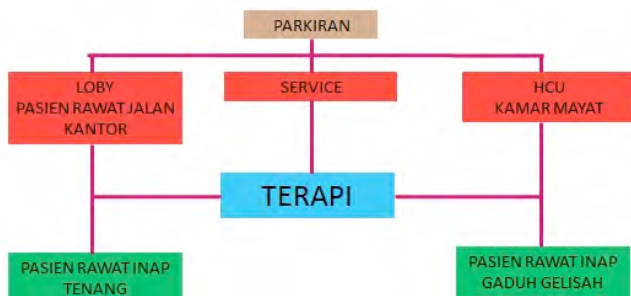 PARKIRAN
LOBY
PASIEN RAWAT JALAN
KANTOR
SERVICE
HCU
KAMAR MAYAT
TERAPI
PASIEN RAWAT INAP
TENANG
PASIEN RAWAT INAP
GADUH GELISAH